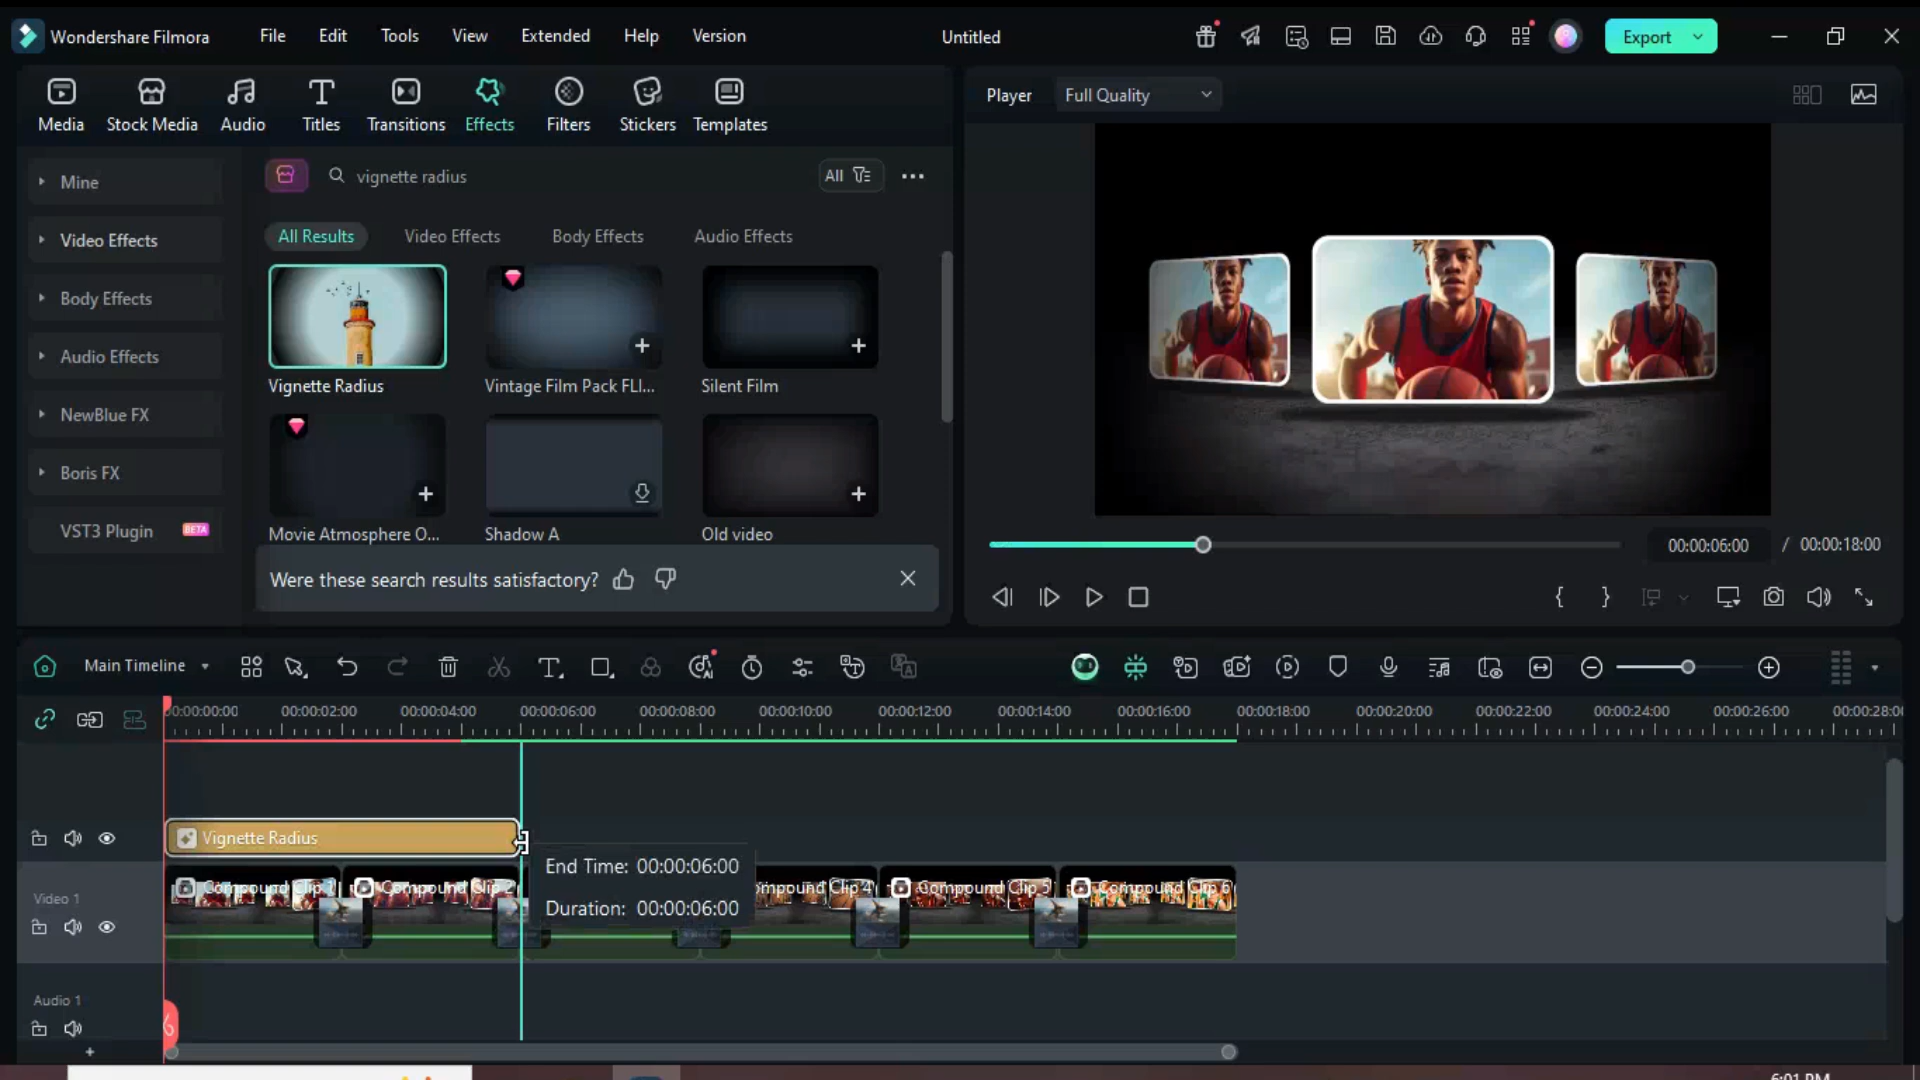 Wondershare Filmora File Edit Tools View Extended Help Version Untitled Export
Media Stock Media Audio Titles Transitions Effects Filters Stickers Templates
Player Full Quality
Mine
Video Effects
Body Effects
Audio Effects
NewBlue FX
Boris FX
VST3 Plugin BETA
vignette radius All
All Results Video Effects Body Effects Audio Effects
Vignette Radius Vintage Film Pack FLI... Silent Film
Movie Atmosphere O... Shadow A Old video
Were these search results satisfactory?
00:00:06:00 / 00:00:18:00
Main Timeline
00:00:00:00 00:00:02:00 00:00:04:00 00:00:06:00 00:00:08:00 00:00:10:00 00:00:12:00 00:00:14:00 00:00:16:00 00:00:18:00 00:00:20:00 00:00:22:00 00:00:24:00 00:00:26:00 00:00:28:0
Vignette Radius
End Time: 00:00:06:00
Duration: 00:00:06:00
Video 1
Compound Clip 1 Compound Clip 2 mpound Clip 4 Compound Clip 5 Compound Clip 6
Audio 1
6:01 PM